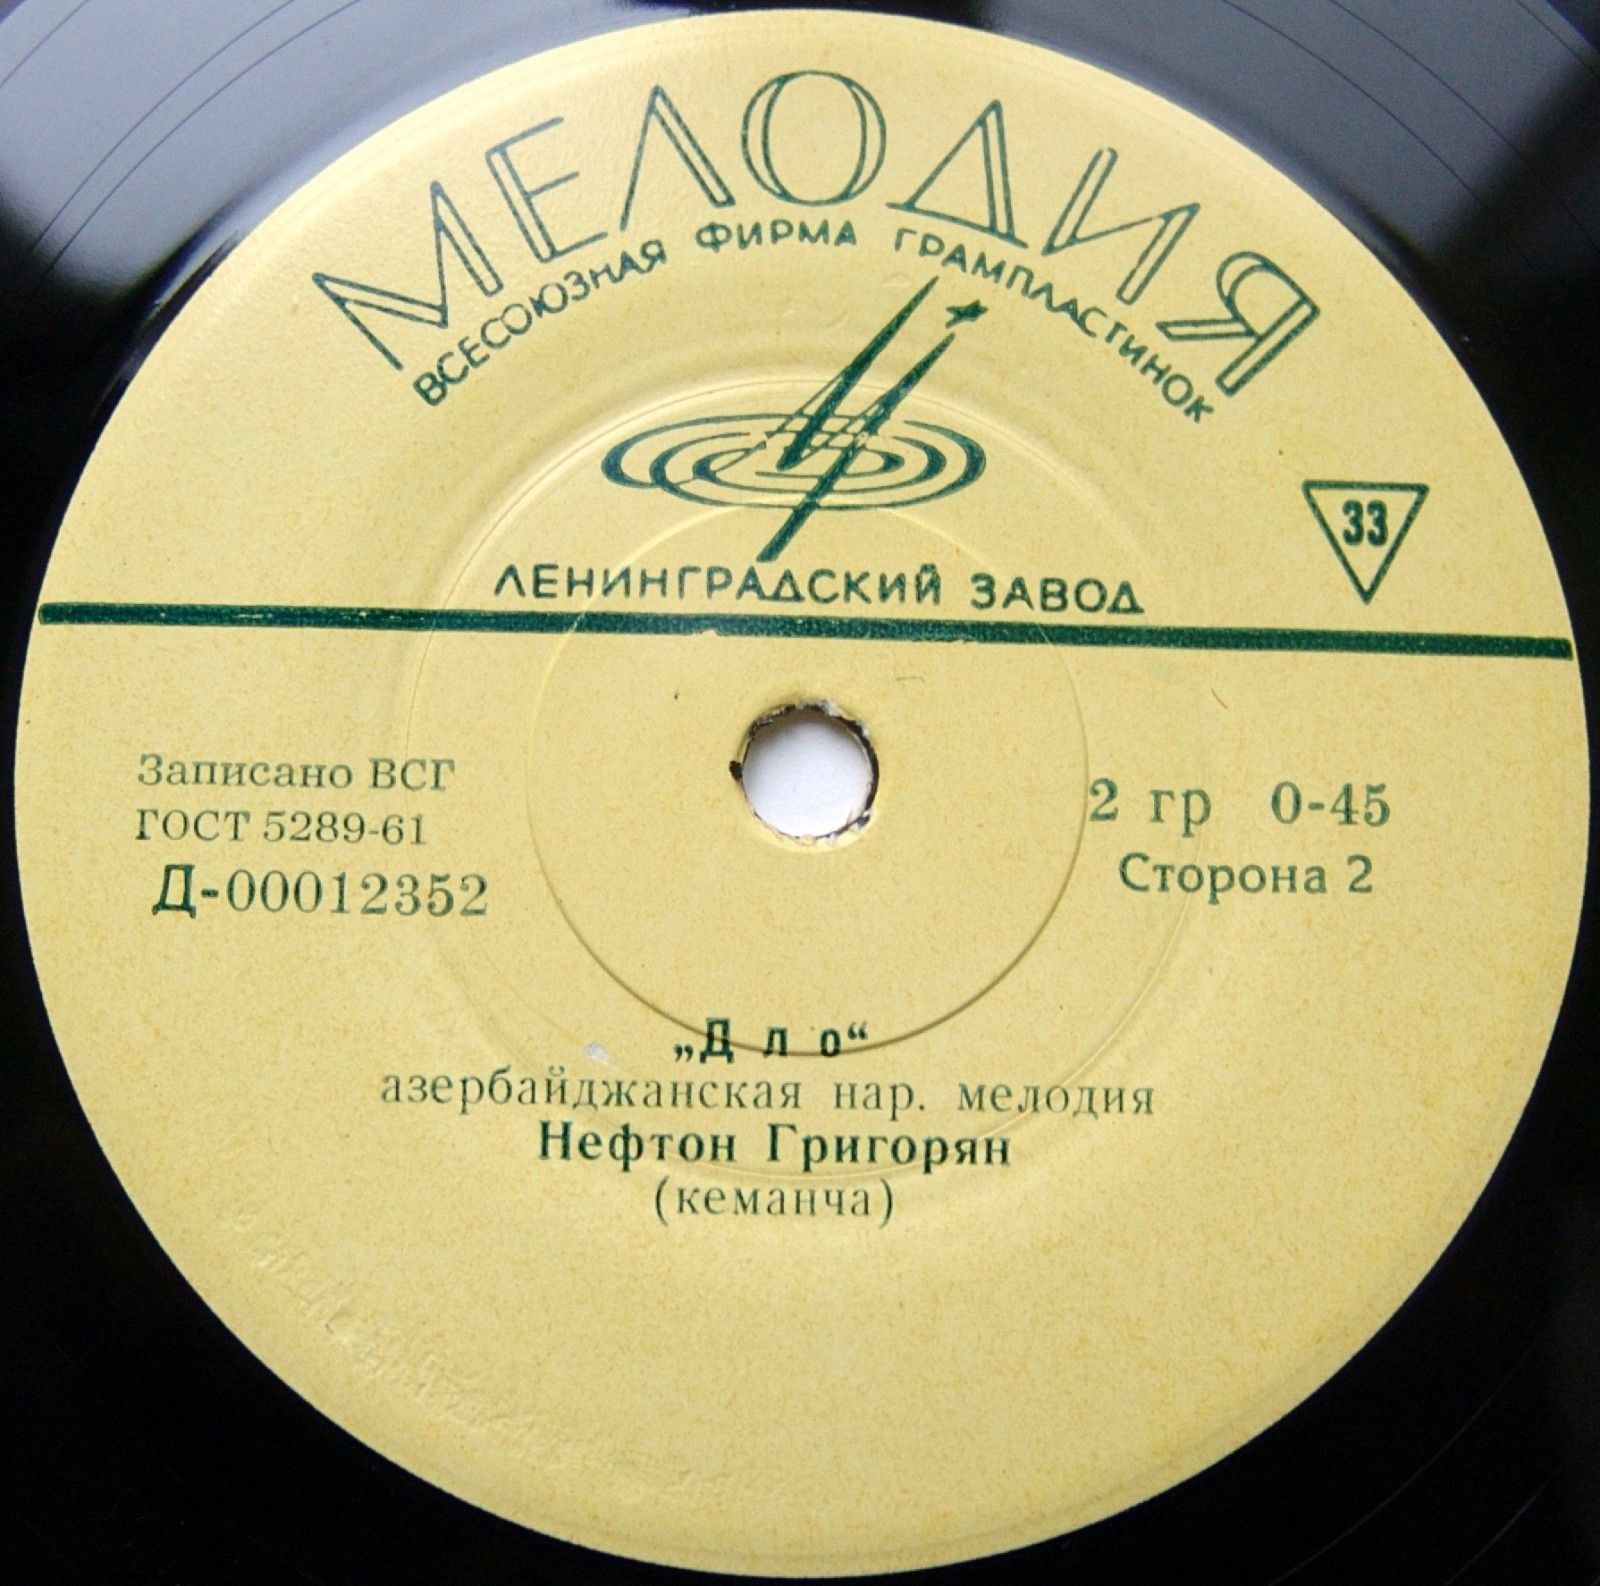 МЕЛОДИЯ
ВСЕСОЮЗНАЯ ФИРМА ГРАМПЛАСТИНОК
33
ЛЕНИНГРАДСКИЙ ЗАВОД
Записано ВСГ
ГОСТ 5289-61
Д-00012352
2 гр 0-45
Сторона 2
„Д л о“
азербайджанская нар. мелодия
Нефтон Григорян
(кеманча)